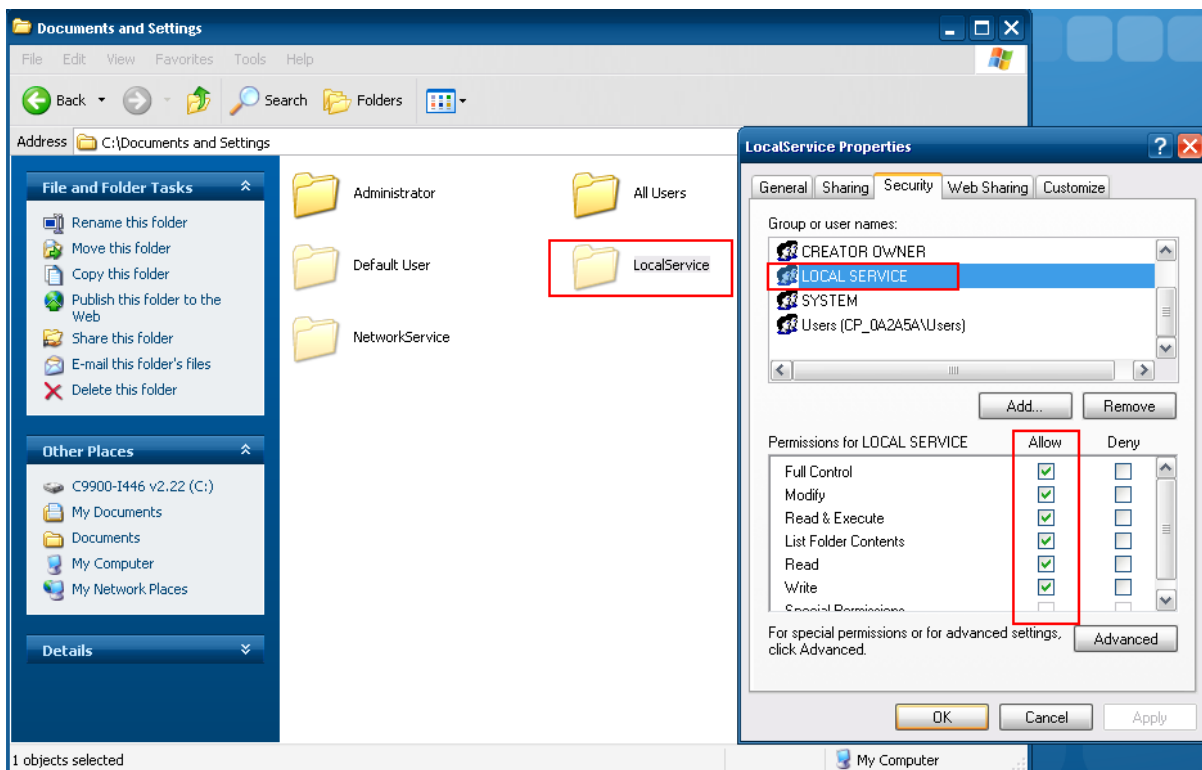 Documents and Settings
File Edit View Favorites Tools Help
Back Search Folders
Address C:\Documents and Settings
File and Folder Tasks
Rename this folder
Move this folder
Copy this folder
Publish this folder to the
Web
Share this folder
E-mail this folder's files
Delete this folder
Other Places
C9900-I446 v2.22 (C:)
My Documents
Documents
My Computer
My Network Places
Details
Administrator
All Users
Default User
LocalService
NetworkService
1 objects selected
My Computer
LocalService Properties
General Sharing Security Web Sharing Customize
Group or user names:
CREATOR OWNER
LOCAL SERVICE
SYSTEM
Users (CP_0A2A5A\Users)
Add... Remove
Permissions for LOCAL SERVICE Allow Deny
Full Control
Modify
Read & Execute
List Folder Contents
Read
Write
Special Permissions
For special permissions or for advanced settings,
click Advanced.
Advanced
OK Cancel Apply